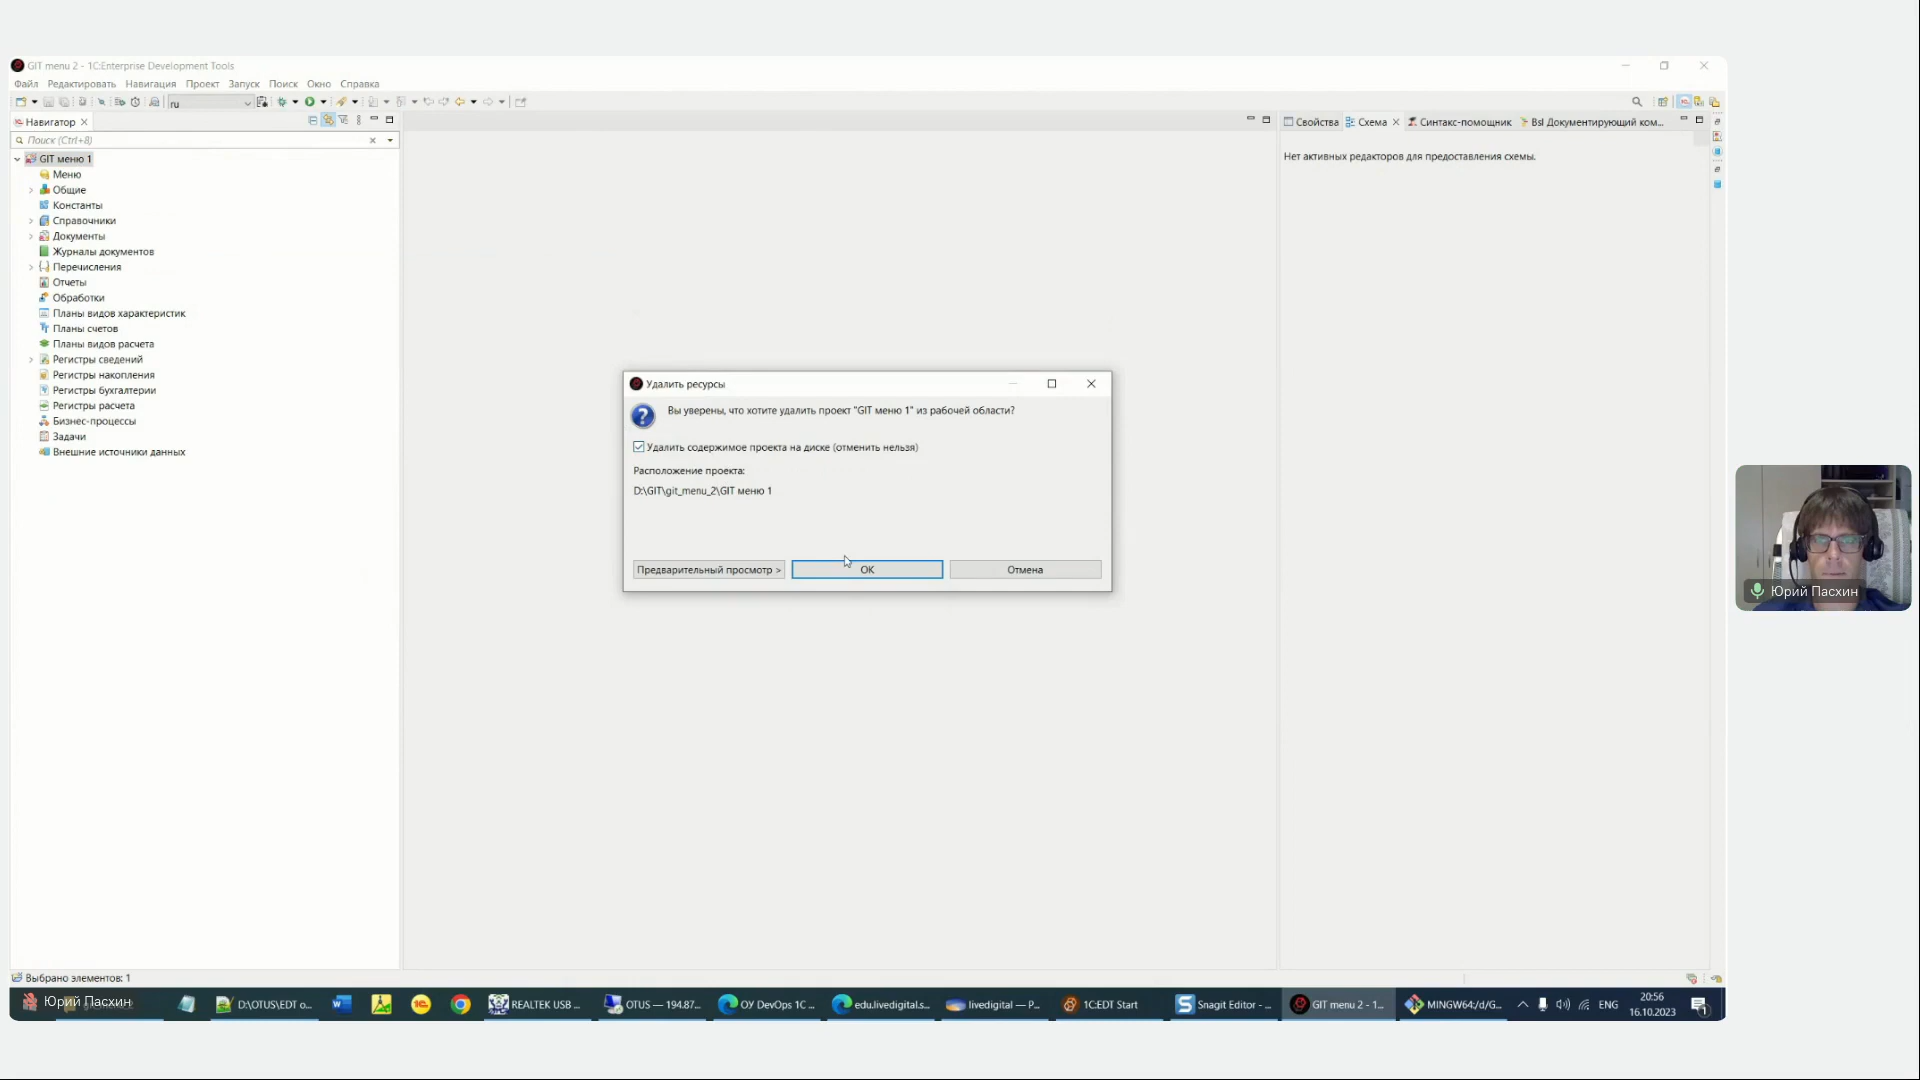 GIT menu 2 - 1C:Enterprise Development Tools
Файл Редактировать Навигация Проект Запуск Поиск Окно Справка
ru
Навигатор
Свойства Схема Синтакс-помощник Bsl Документирующий ком...
Поиск (Ctrl+8)
Нет активных редакторов для предоставления схемы.
GIT меню 1
Меню
Общие
Константы
Справочники
Документы
Журналы документов
Перечисления
Отчеты
Обработки
Планы видов характеристик
Планы счетов
Планы видов расчета
Регистры сведений
Регистры накопления
Регистры бухгалтерии
Регистры расчета
Бизнес-процессы
Задачи
Внешние источники данных
Удалить ресурсы
Вы уверены, что хотите удалить проект "GIT меню 1" из рабочей области?
Удалить содержимое проекта на диске (отменить нельзя)
Расположение проекта:
D:\GIT\git_menu_2\GIT меню 1
Предварительный просмотр > ОК Отмена
Юрий Пасхин
Выбрано элементов: 1
Юрий Пасхин
D:\OTUS\EDT o... REALTEK USB ... OTUS — 194.87... ОУ DevOps 1C ... edu.livedigital.s... livedigital — P... 1C:EDT Start Snagit Editor - ... GIT menu 2 - 1... MINGW64:/d/G... ENG
20:56
16.10.2023
1